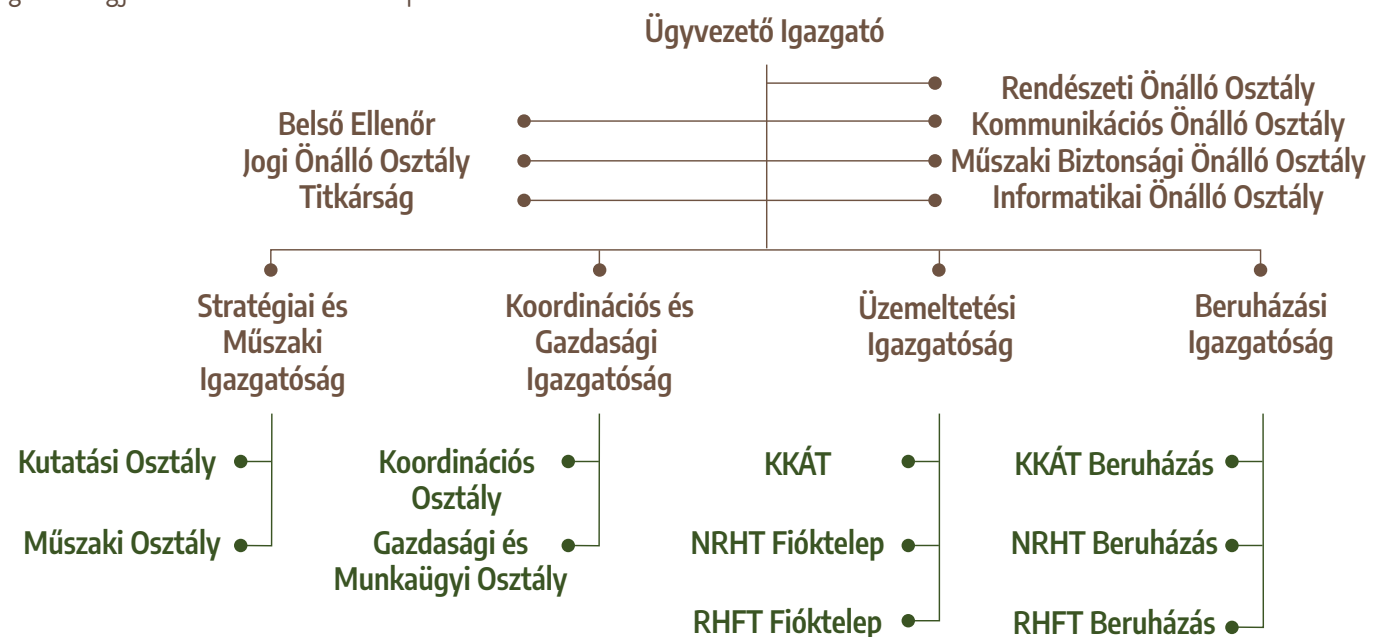 Ügyvezető Igazgató
Rendészeti Önálló Osztály
Belső Ellenőr
Kommunikációs Önálló Osztály
Jogi Önálló Osztály
Műszaki Biztonsági Önálló Osztály
Titkárság
Informatikai Önálló Osztály
Stratégiai és
Műszaki
Igazgatóság
Koordinációs és
Gazdasági
Igazgatóság
Üzemeltetési
Igazgatóság
Beruházási
Igazgatóság
Kutatási Osztály
Műszaki Osztály
Koordinációs
Osztály
Gazdasági és
Munkaügyi Osztály
KKÁT
NRHT Fióktelep
RHFT Fióktelep
KKÁT Beruházás
NRHT Beruházás
RHFT Beruházás